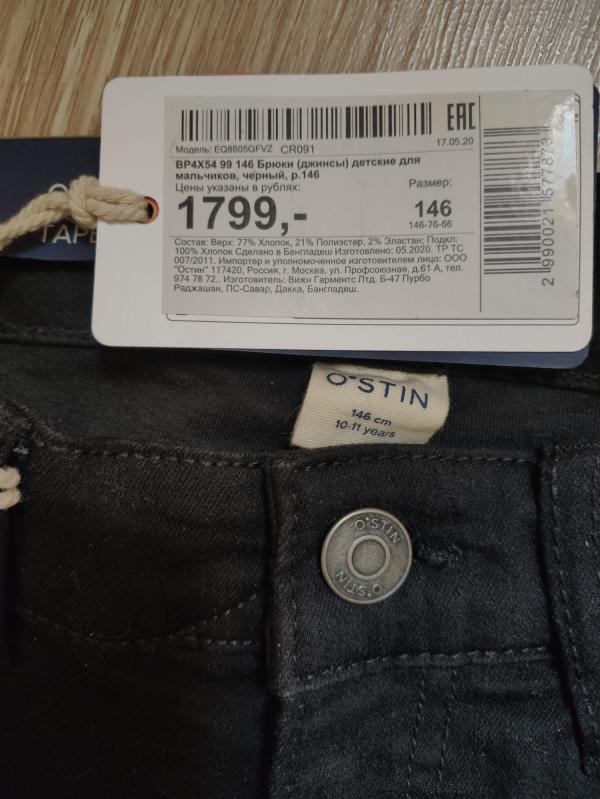 Модель: EQ8605GFVZ CR091
17.05.20
EAC
BP4X54 99 146 Брюки (джинсы) детские для
мальчиков, черный, р.146
Цены указаны в рублях:
Размер:
1799,-
146
146-76-66
Состав: Верх: 77% Хлопок, 21% Полиэстер, 2% Эластан; Подкл:
100% Хлопок Сделано в Бангладеш Изготовлено: 05.2020. ТР ТС
007/2011. Импортер и уполномоченное изготовителем лицо: ООО
"Остин" 117420, Россия, г. Москва, ул. Профсоюзная, д.61 А, тел.
974 78 72.. Изготовитель: Вижн Гарментс Лтд. Б-47 Пурбо
Раджашан, ПС-Савар, Дакка, Бангладеш.
2 990021 577873
O'STIN
146 cm
10-11 years
O'STIN
O'STIN